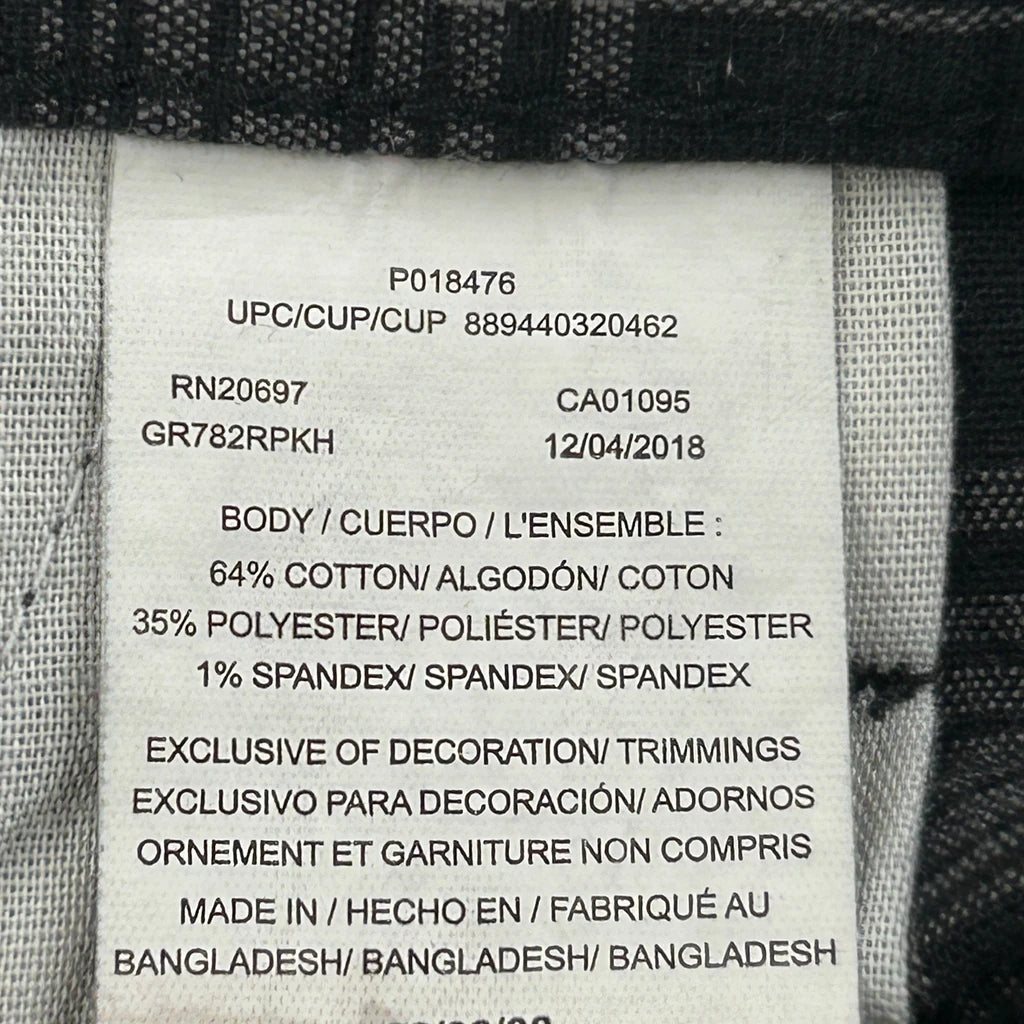 P018476
UPC/CUP/CUP 889440320462
RN20697 CA01095
GR782RPKH 12/04/2018
BODY / CUERPO / L'ENSEMBLE :
64% COTTON/ ALGODÓN/ COTON
35% POLYESTER/ POLIÉSTER/ POLYESTER
1% SPANDEX/ SPANDEX/ SPANDEX
EXCLUSIVE OF DECORATION/ TRIMMINGS
EXCLUSIVO PARA DECORACIÓN/ ADORNOS
ORNEMENT ET GARNITURE NON COMPRIS
MADE IN / HECHO EN / FABRIQUÉ AU
BANGLADESH/ BANGLADESH/ BANGLADESH